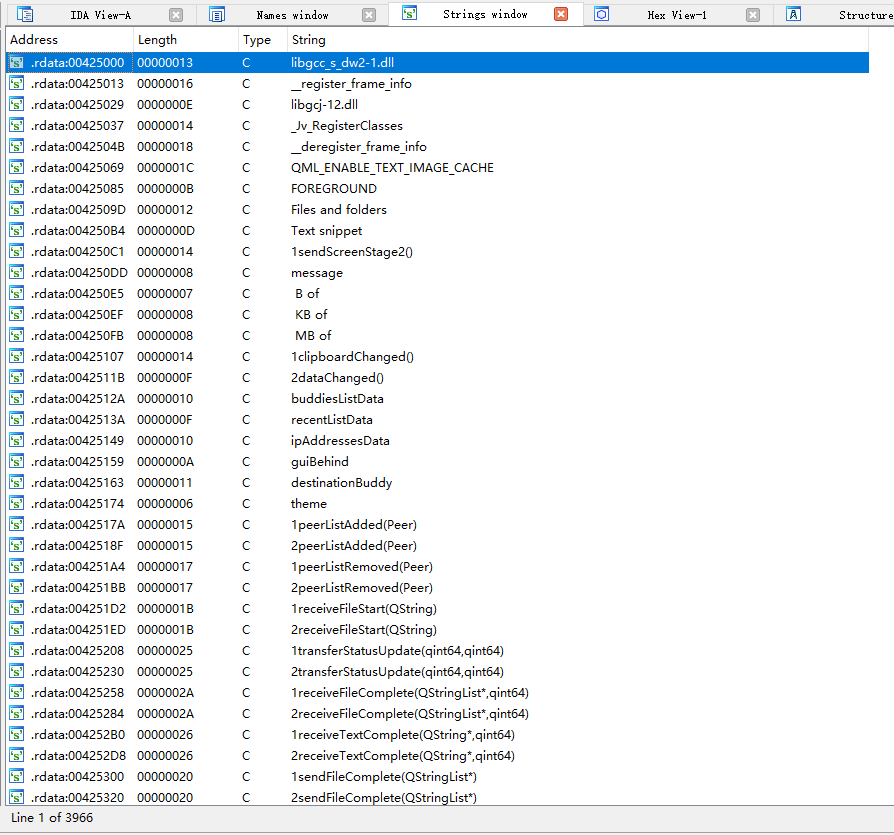 IDA View-A Names window Strings window Hex View-1 Structure
Address Length Type String
.rdata:00425000 00000013 C libgcc_s_dw2-1.dll
.rdata:00425013 00000016 C __register_frame_info
.rdata:00425029 0000000E C libgcj-12.dll
.rdata:00425037 00000014 C _Jv_RegisterClasses
.rdata:0042504B 00000018 C __deregister_frame_info
.rdata:00425069 0000001C C QML_ENABLE_TEXT_IMAGE_CACHE
.rdata:00425085 0000000B C FOREGROUND
.rdata:0042509D 00000012 C Files and folders
.rdata:004250B4 0000000D C Text snippet
.rdata:004250C1 00000014 C 1sendScreenStage2()
.rdata:004250DD 00000008 C message
.rdata:004250E5 00000007 C B of
.rdata:004250EF 00000008 C KB of
.rdata:004250FB 00000008 C MB of
.rdata:00425107 00000014 C 1clipboardChanged()
.rdata:0042511B 0000000F C 2dataChanged()
.rdata:0042512A 00000010 C buddiesListData
.rdata:0042513A 0000000F C recentListData
.rdata:00425149 00000010 C ipAddressesData
.rdata:00425159 0000000A C guiBehind
.rdata:00425163 00000011 C destinationBuddy
.rdata:00425174 00000006 C theme
.rdata:0042517A 00000015 C 1peerListAdded(Peer)
.rdata:0042518F 00000015 C 2peerListAdded(Peer)
.rdata:004251A4 00000017 C 1peerListRemoved(Peer)
.rdata:004251BB 00000017 C 2peerListRemoved(Peer)
.rdata:004251D2 0000001B C 1receiveFileStart(QString)
.rdata:004251ED 0000001B C 2receiveFileStart(QString)
.rdata:00425208 00000025 C 1transferStatusUpdate(qint64,qint64)
.rdata:00425230 00000025 C 2transferStatusUpdate(qint64,qint64)
.rdata:00425258 0000002A C 1receiveFileComplete(QStringList*,qint64)
.rdata:00425284 0000002A C 2receiveFileComplete(QStringList*,qint64)
.rdata:004252B0 00000026 C 1receiveTextComplete(QString*,qint64)
.rdata:004252D8 00000026 C 2receiveTextComplete(QString*,qint64)
.rdata:00425300 00000020 C 1sendFileComplete(QStringList*)
.rdata:00425320 00000020 C 2sendFileComplete(QStringList*)
Line 1 of 3966